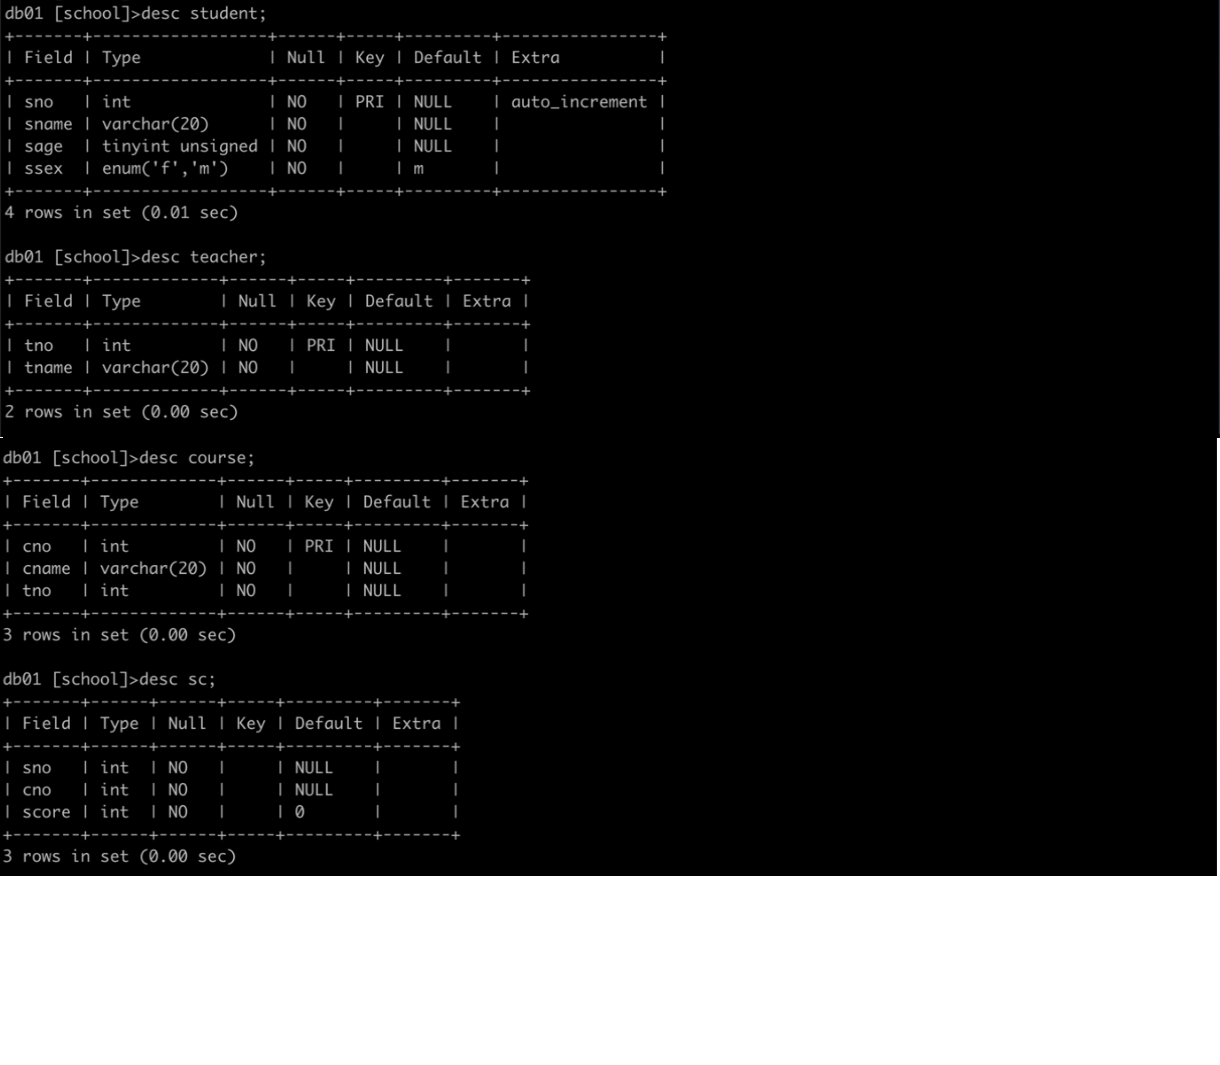 db01 [school]>desc student;
+-------+------------------+------+-----+---------+----------------+
| Field | Type             | Null | Key | Default | Extra          |
+-------+------------------+------+-----+---------+----------------+
| sno   | int              | NO   | PRI | NULL    | auto_increment |
| sname | varchar(20)      | NO   |     | NULL    |                |
| sage  | tinyint unsigned | NO   |     | NULL    |                |
| ssex  | enum('f','m')    | NO   |     | m       |                |
+-------+------------------+------+-----+---------+----------------+
4 rows in set (0.01 sec)
db01 [school]>desc teacher;
+-------+-------------+------+-----+---------+-------+
| Field | Type        | Null | Key | Default | Extra |
+-------+-------------+------+-----+---------+-------+
| tno   | int         | NO   | PRI | NULL    |       |
| tname | varchar(20) | NO   |     | NULL    |       |
+-------+-------------+------+-----+---------+-------+
2 rows in set (0.00 sec)
db01 [school]>desc course;
+-------+-------------+------+-----+---------+-------+
| Field | Type        | Null | Key | Default | Extra |
+-------+-------------+------+-----+---------+-------+
| cno   | int         | NO   | PRI | NULL    |       |
| cname | varchar(20) | NO   |     | NULL    |       |
| tno   | int         | NO   |     | NULL    |       |
+-------+-------------+------+-----+---------+-------+
3 rows in set (0.00 sec)
db01 [school]>desc sc;
+-------+------+------+-----+---------+-------+
| Field | Type | Null | Key | Default | Extra |
+-------+------+------+-----+---------+-------+
| sno   | int  | NO   |     | NULL    |       |
| cno   | int  | NO   |     | NULL    |       |
| score | int  | NO   |     | 0       |       |
+-------+------+------+-----+---------+-------+
3 rows in set (0.00 sec)